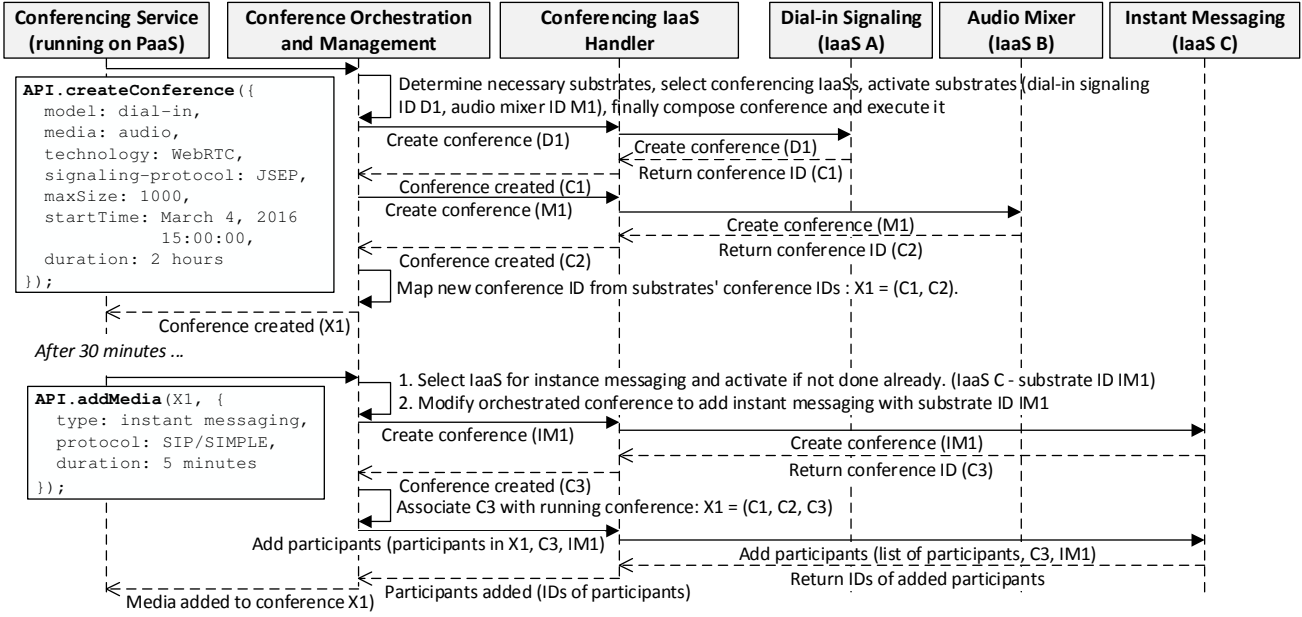 Conferencing Service
(running on PaaS)
Conference Orchestration
and Management
Conferencing IaaS
Handler
Dial-in Signaling
(IaaS A)
Audio Mixer
(IaaS B)
Instant Messaging
(IaaS C)
API.createConference({
model: dial-in,
media: audio,
technology: WebRTC,
signaling-protocol: JSEP,
maxSize: 1000,
startTime: March 4, 2016
15:00:00,
duration: 2 hours
});
Determine necessary substrates, select conferencing IaaSs, activate substrates (dial-in signaling
ID D1, audio mixer ID M1), finally compose conference and execute it
Create conference (D1)
Create conference (D1)
Return conference ID (C1)
Conference created (C1)
Create conference (M1)
Create conference (M1)
Return conference ID (C2)
Conference created (C2)
Map new conference ID from substrates' conference IDs : X1 = (C1, C2).
Conference created (X1)
After 30 minutes ...
API.addMedia(X1, {
type: instant messaging,
protocol: SIP/SIMPLE,
duration: 5 minutes
});
1. Select IaaS for instance messaging and activate if not done already. (IaaS C - substrate ID IM1)
2. Modify orchestrated conference to add instant messaging with substrate ID IM1
Create conference (IM1)
Create conference (IM1)
Return conference ID (C3)
Conference created (C3)
Associate C3 with running conference: X1 = (C1, C2, C3)
Add participants (participants in X1, C3, IM1)
Add participants (list of participants, C3, IM1)
Return IDs of added participants
Participants added (IDs of participants)
Media added to conference X1)